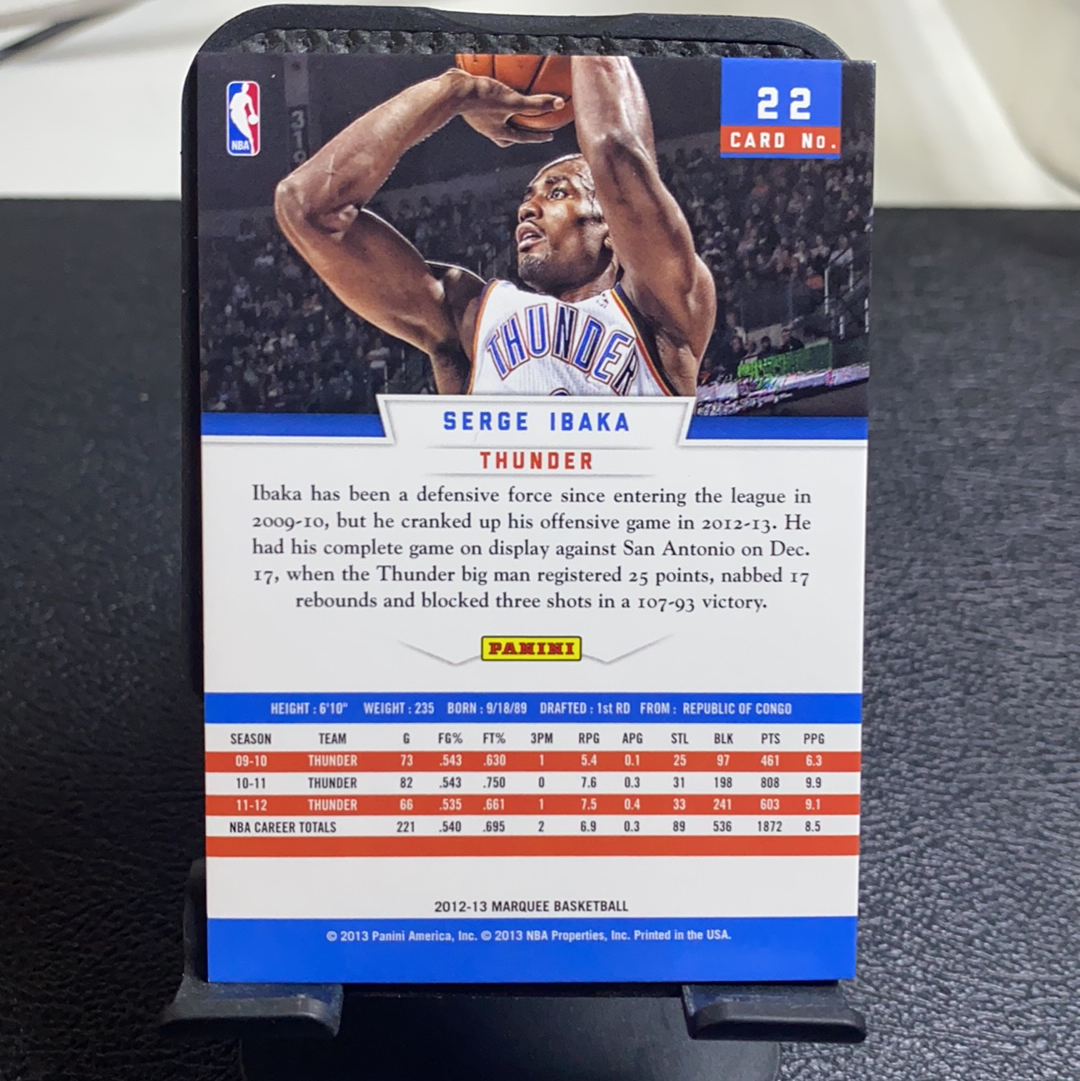 319
NBA
22
CARD No.
THUNDER
SERGE IBAKA
THUNDER
Ibaka has been a defensive force since entering the league in
2009-10, but he cranked up his offensive game in 2012-13. He
had his complete game on display against San Antonio on Dec.
17, when the Thunder big man registered 25 points, nabbed 17
rebounds and blocked three shots in a 107-93 victory.
PANINI
HEIGHT : 6'10" WEIGHT : 235 BORN : 9/18/89 DRAFTED : 1st RD FROM : REPUBLIC OF CONGO
SEASON TEAM G FG% FT% 3PM RPG APG STL BLK PTS PPG
09-10 THUNDER 73 .543 .630 1 5.4 0.1 25 97 461 6.3
10-11 THUNDER 82 .543 .750 0 7.6 0.3 31 198 808 9.9
11-12 THUNDER 66 .535 .661 1 7.5 0.4 33 241 603 9.1
NBA CAREER TOTALS 221 .540 .695 2 6.9 0.3 89 536 1872 8.5
2012-13 MARQUEE BASKETBALL
© 2013 Panini America, Inc. © 2013 NBA Properties, Inc. Printed in the USA.